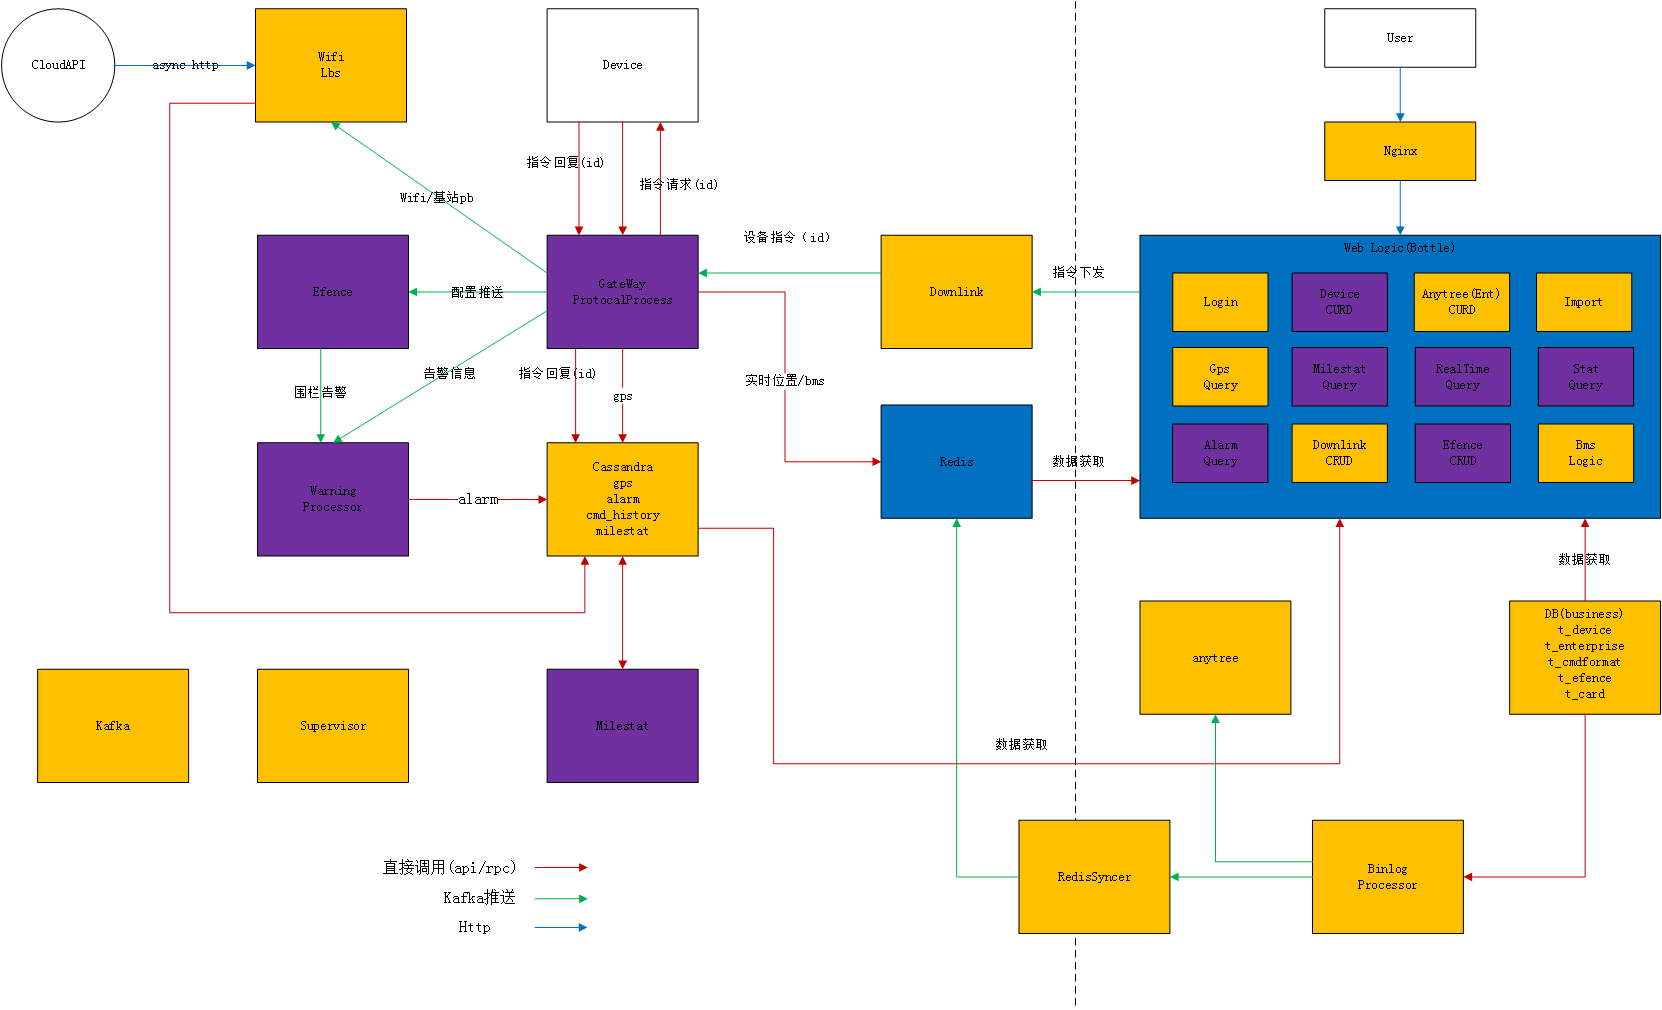 CloudAPI
async http
Wifi
Lbs
Device
User
Nginx
指令回复(id)
指令请求(id)
Wifi/基站pb
Efence
配置推送
GateWay
ProtocalProcess
设备指令（id）
Downlink
指令下发
Web Logic(Bottle)
Login
Device
CURD
Anytree(Ent)
CURD
Import
Gps
Query
Milestat
Query
RealTime
Query
Stat
Query
Alarm
Query
Downlink
CRUD
Efence
CRUD
Bms
Logic
围栏告警
告警信息
指令回复(id)
gps
实时位置/bms
Warning
Processor
alarm
Cassandra
gps
alarm
cmd_history
milestat
Redis
数据获取
数据获取
anytree
DB(business)
t_device
t_enterprise
t_cmdformat
t_efence
t_card
Kafka
Supervisor
Milestat
数据获取
RedisSyncer
Binlog
Processor
直接调用(api/rpc)
Kafka推送
Http